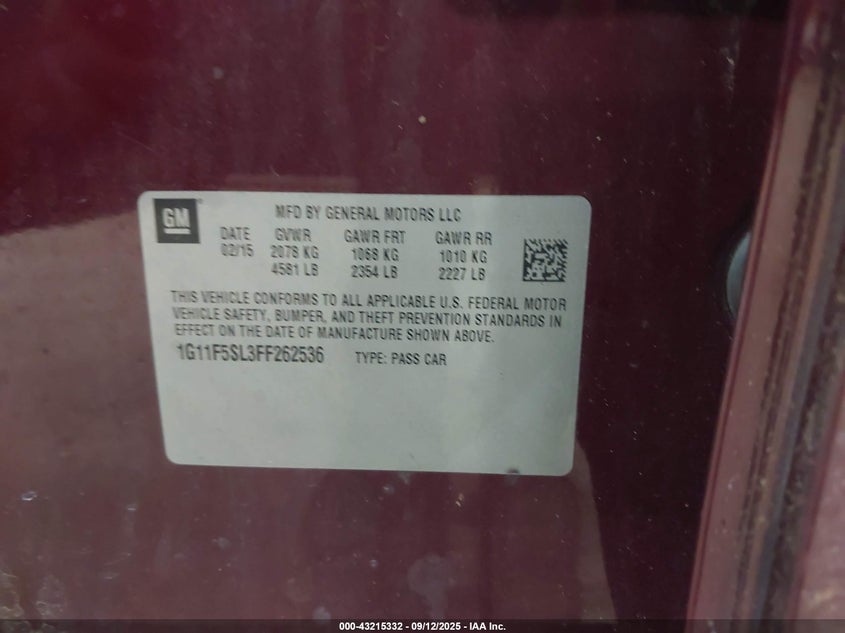 GM
MFD BY GENERAL MOTORS LLC
DATE GVWR GAWR FRT GAWR RR
02/15 2078 KG 1068 KG 1010 KG
4581 LB 2354 LB 2227 LB
THIS VEHICLE CONFORMS TO ALL APPLICABLE U.S. FEDERAL MOTOR
VEHICLE SAFETY, BUMPER, AND THEFT PREVENTION STANDARDS IN
EFFECT ON THE DATE OF MANUFACTURE SHOWN ABOVE.
1G11F5SL3FF262536 TYPE: PASS CAR
000-43215332 - 09/12/2025 - IAA Inc.